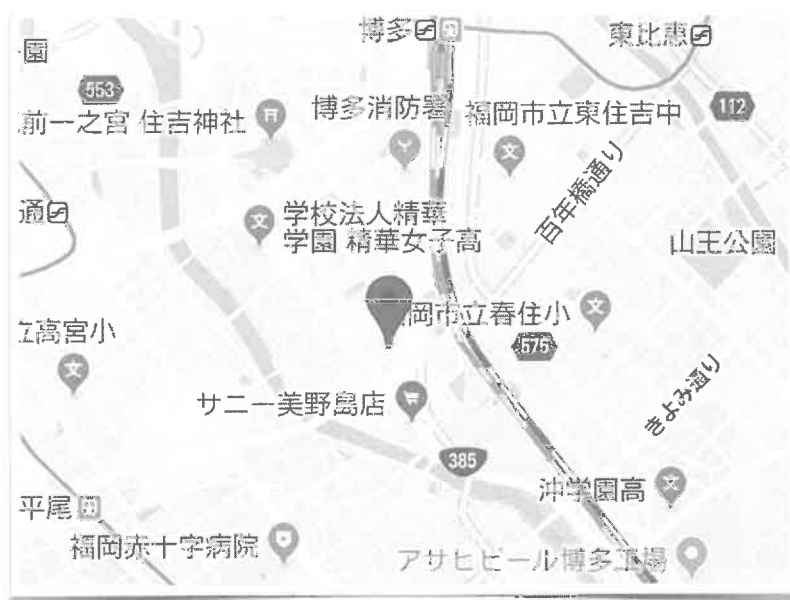 博多
東比恵
園
553
博多消防署
福岡市立東住吉中
112
前一之宮 住吉神社
百年橋通り
通
学校法人精華
学園 精華女子高
山王公園
岡市立春住小
立高宮小
575
サニー美野島店
きよみ通り
385
沖学園高
平尾
福岡赤十字病院
アサヒビール博多工場